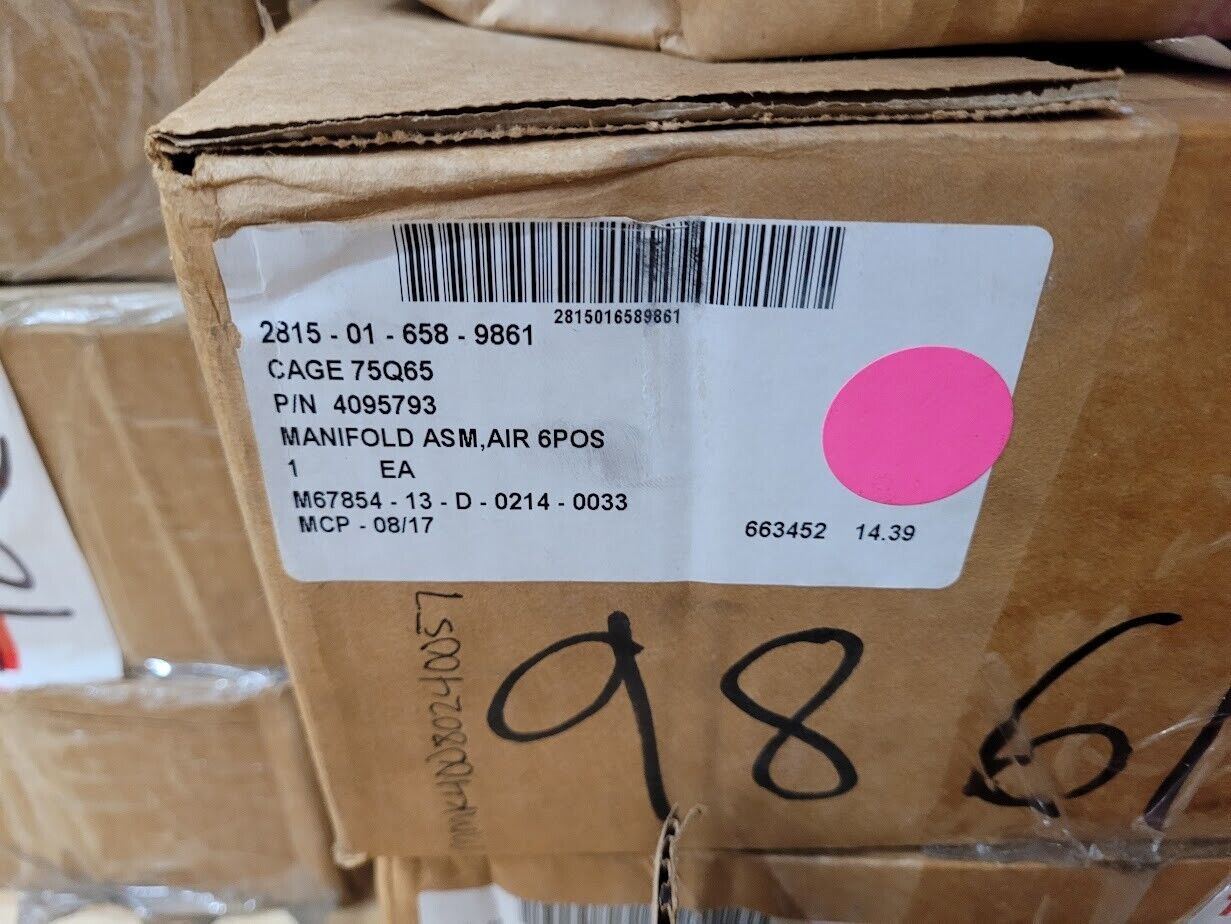 2815016589861
2815 - 01 - 658 - 9861
CAGE 75Q65
P/N 4095793
MANIFOLD ASM,AIR 6POS
1 EA
M67854 - 13 - D - 0214 - 0033
MCP - 08/17
663452 14.39
9861